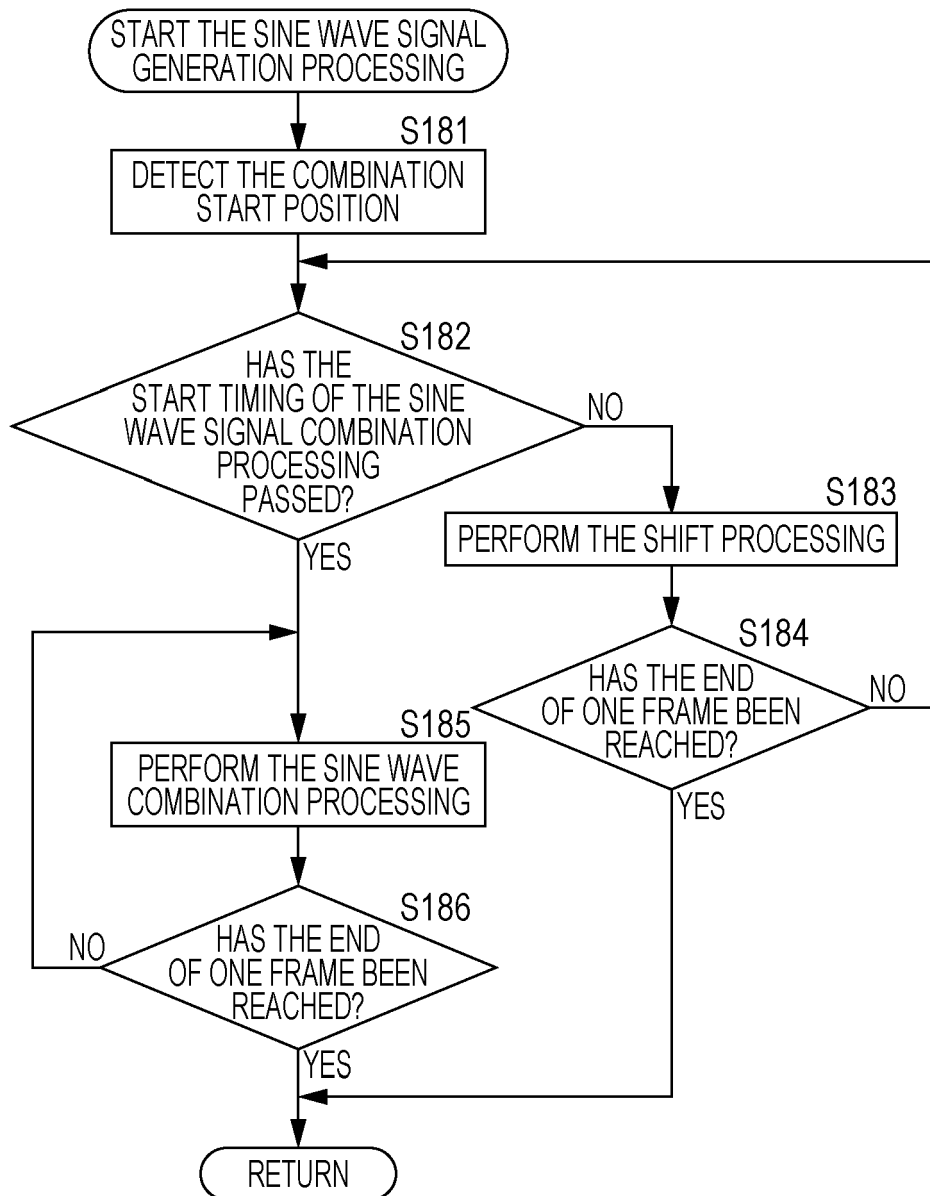 START THE SINE WAVE SIGNAL
GENERATION PROCESSING
S181
DETECT THE COMBINATION
START POSITION
S182
HAS THE
START TIMING OF THE SINE
WAVE SIGNAL COMBINATION
PROCESSING
PASSED?
NO
YES
S183
PERFORM THE SHIFT PROCESSING
S184
HAS THE END
OF ONE FRAME BEEN
REACHED?
NO
YES
S185
PERFORM THE SINE WAVE
COMBINATION PROCESSING
S186
HAS THE END
OF ONE FRAME BEEN
REACHED?
NO
YES
RETURN